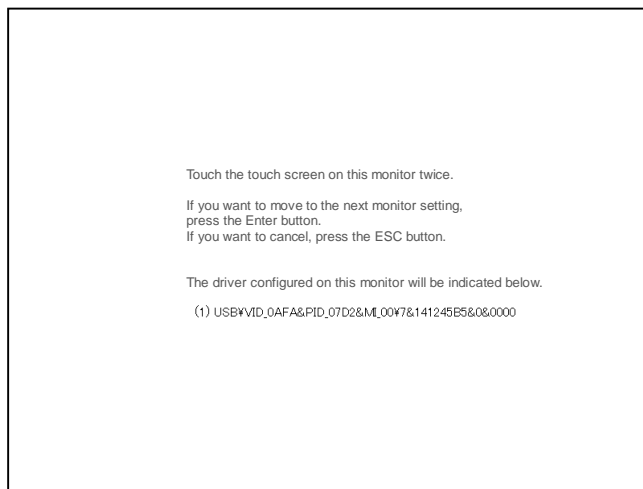 Touch the touch screen on this monitor twice.
If you want to move to the next monitor setting,
press the Enter button.
If you want to cancel, press the ESC button.
The driver configured on this monitor will be indicated below.
(1) USB¥VID_0AFA&PID_07D2&MI_00¥7&141245B5&0&0000